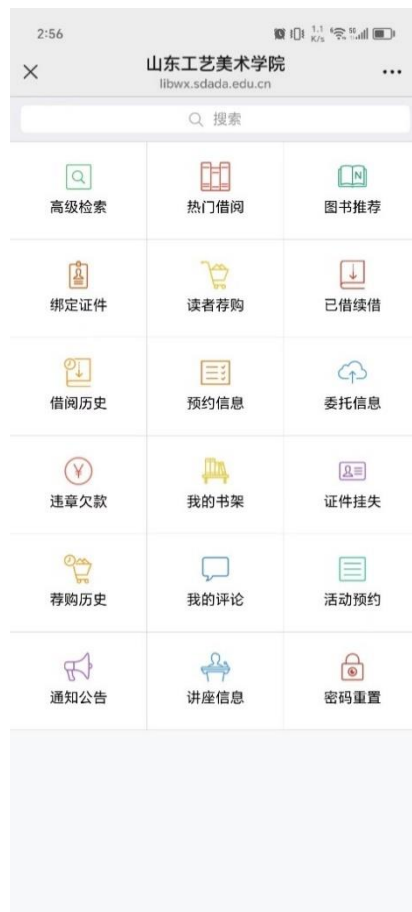 2:56
1.1
K/s
山东工艺美术学院
libwx.sdada.edu.cn
搜索
高级检索 热门借阅 图书推荐
绑定证件 读者荐购 已借续借
借阅历史 预约信息 委托信息
违章欠款 我的书架 证件挂失
荐购历史 我的评论 活动预约
通知公告 讲座信息 密码重置